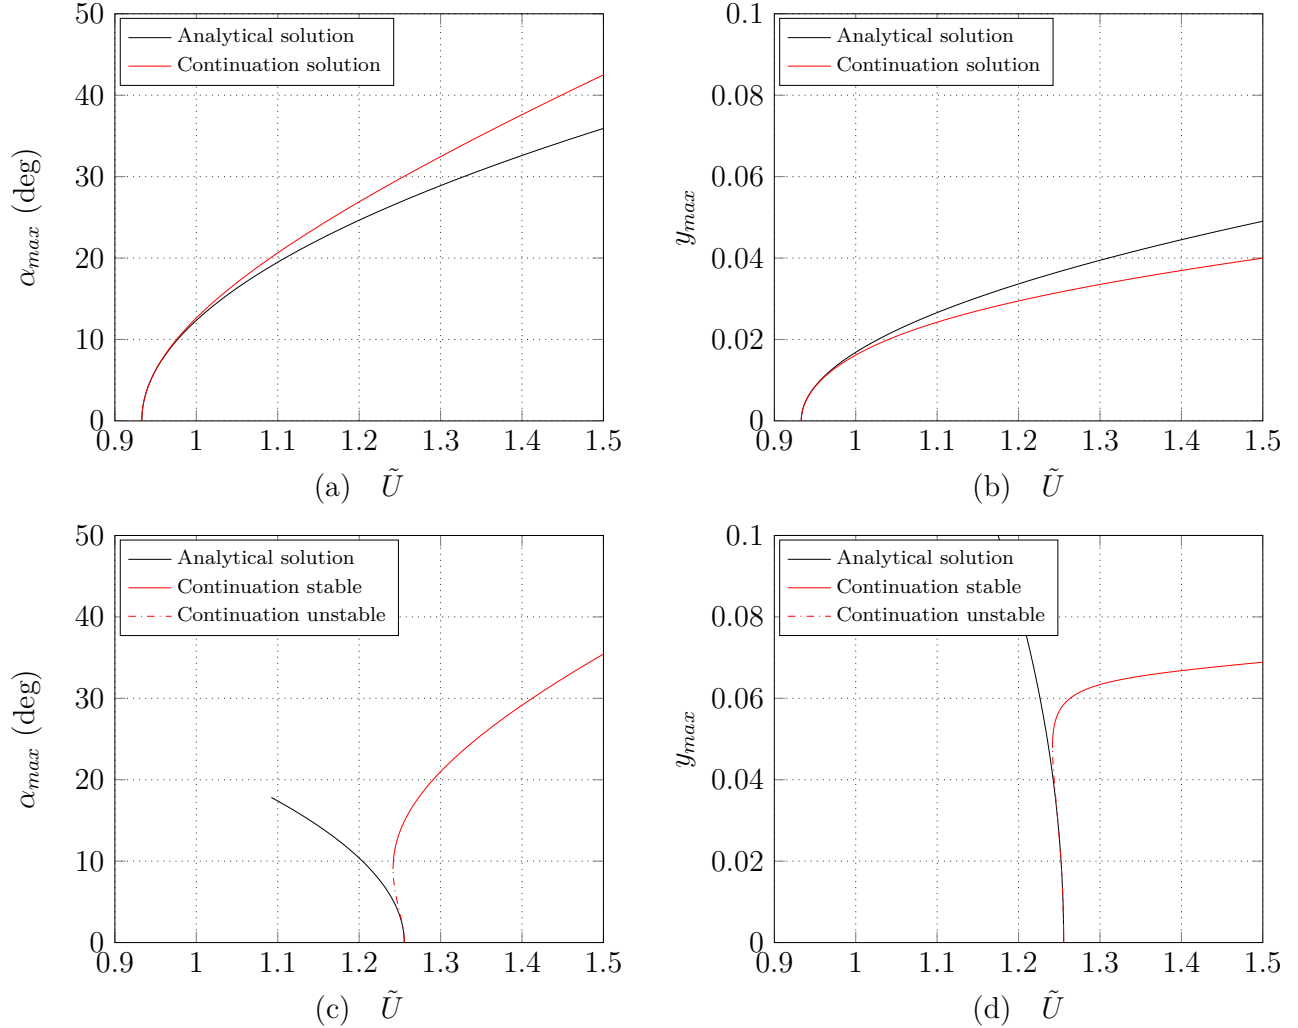 50
40
30
20
10
0
α_max (deg)
Analytical solution
Continuation solution
0.9 1 1.1 1.2 1.3 1.4 1.5
(a) Ũ
0.1
0.08
0.06
0.04
0.02
0
y_max
Analytical solution
Continuation solution
0.9 1 1.1 1.2 1.3 1.4 1.5
(b) Ũ
50
40
30
20
10
0
α_max (deg)
Analytical solution
Continuation stable
Continuation unstable
0.9 1 1.1 1.2 1.3 1.4 1.5
(c) Ũ
0.1
0.08
0.06
0.04
0.02
0
y_max
Analytical solution
Continuation stable
Continuation unstable
0.9 1 1.1 1.2 1.3 1.4 1.5
(d) Ũ